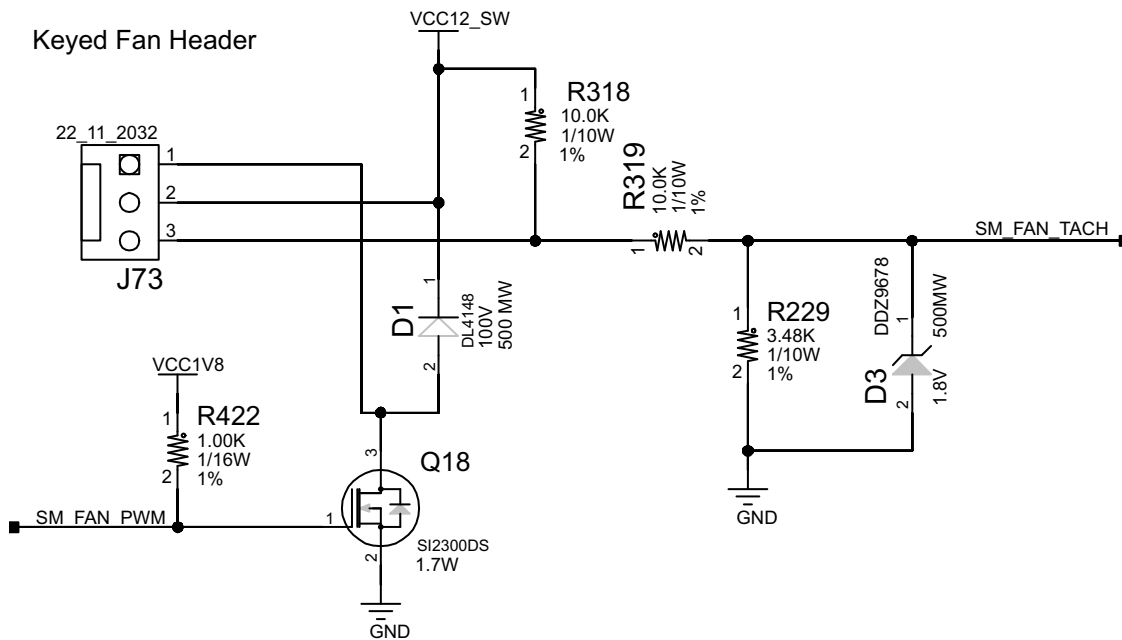 VCC12_SW
Keyed Fan Header
22_11_2032
1
2
3
J73
1
2
R318
10.0K
1/10W
1%
R319
10.0K
1/10W
1%
1
2
SM_FAN_TACH
1
2
D1
DL4148
100V
500 MW
1
2
R229
3.48K
1/10W
1%
1
2
D3
DDZ9678
500MW
1.8V
GND
VCC1V8
1
2
R422
1.00K
1/16W
1%
SM_FAN_PWM
1
3
2
Q18
SI2300DS
1.7W
GND